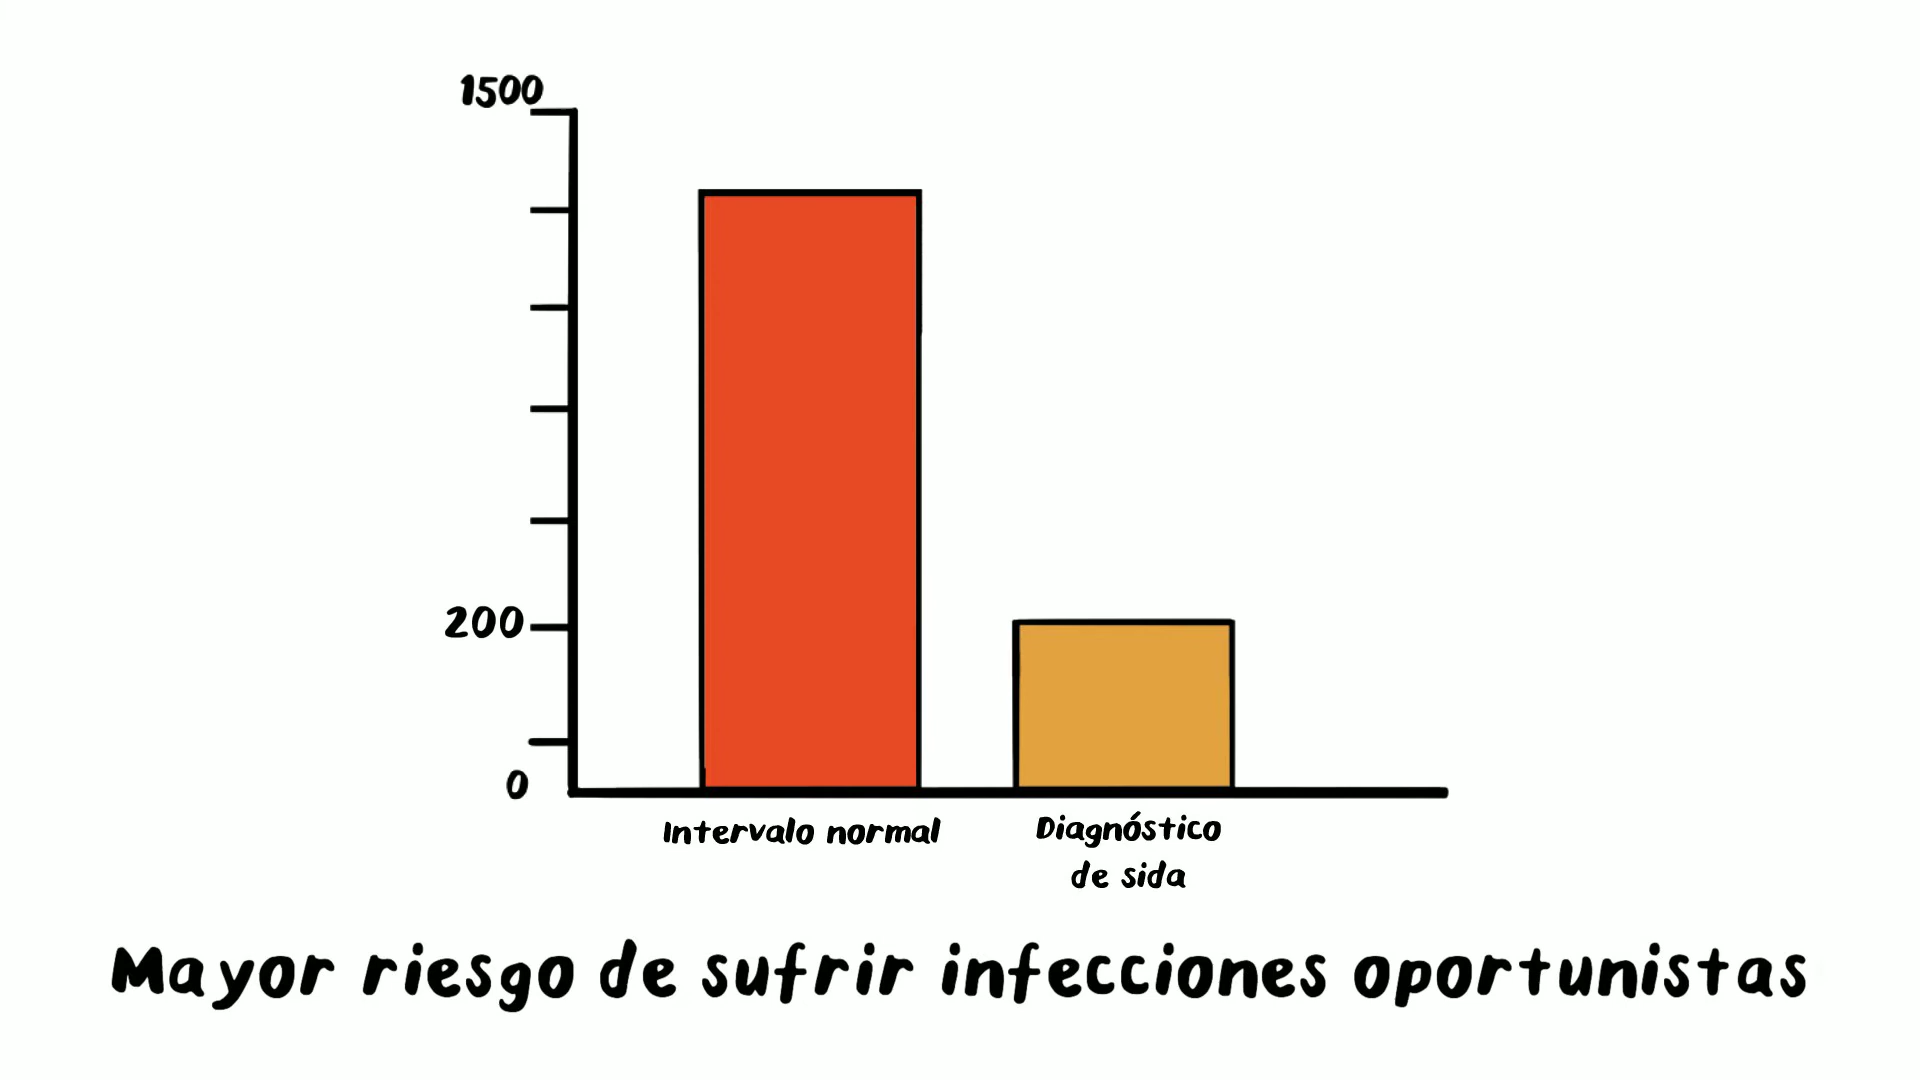 1500
200
0
Intervalo normal
Diagnóstico
de sida
Mayor riesgo de sufrir infecciones oportunistas